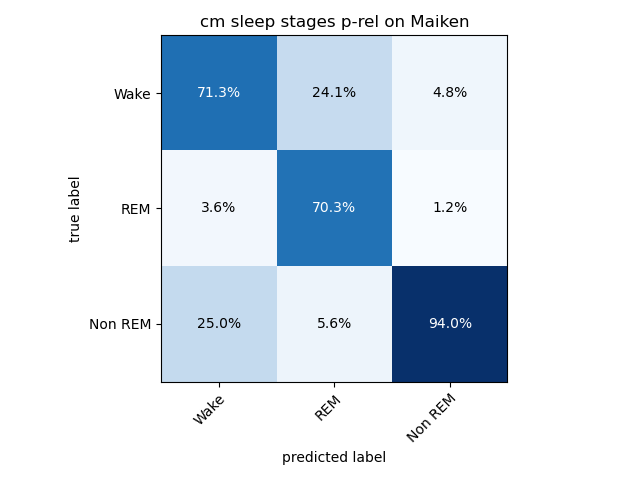 cm sleep stages p-rel on Maiken
Wake 71.3% 24.1% 4.8%
REM 3.6% 70.3% 1.2%
Non REM 25.0% 5.6% 94.0%
true label
Wake REM Non REM
predicted label